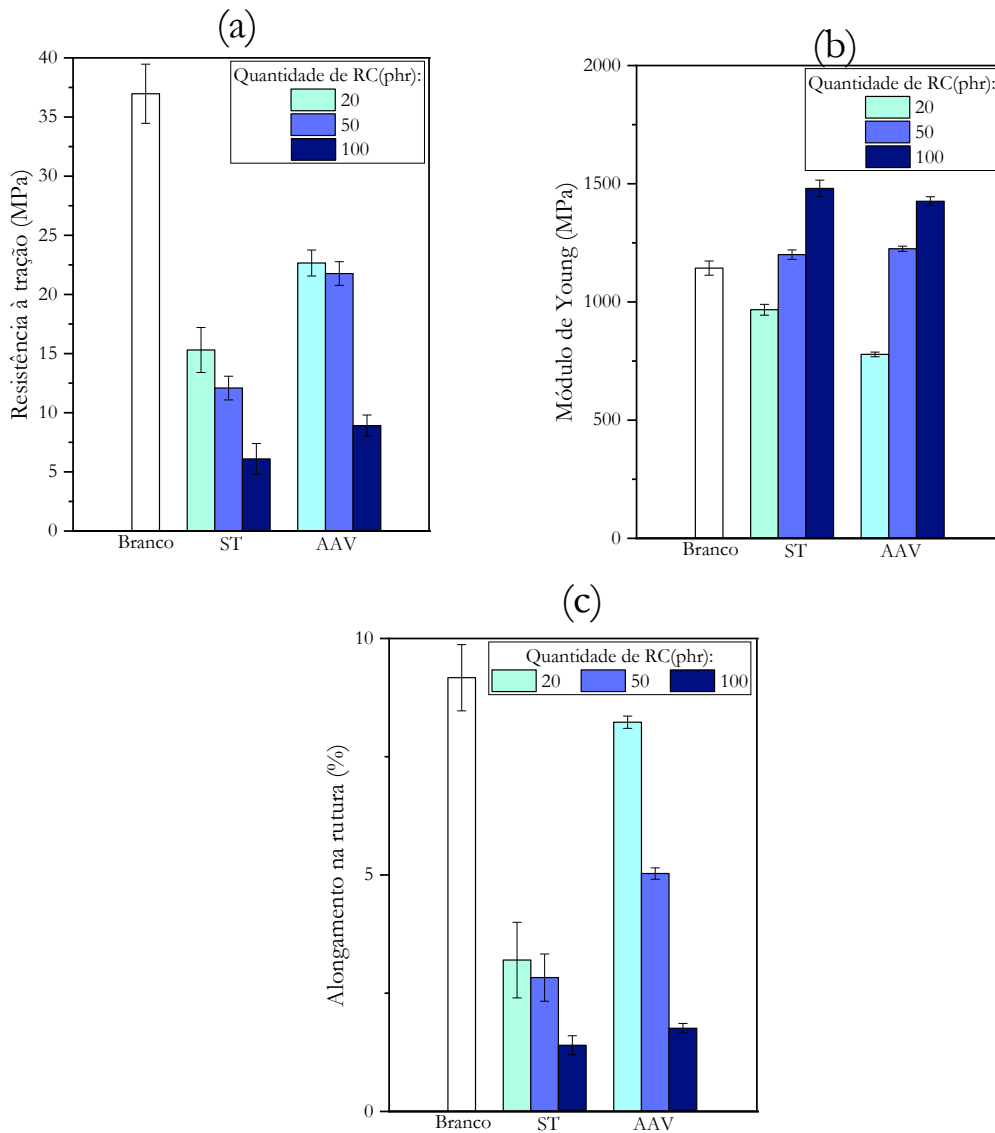 (a)
Resistência à tração (MPa)
40
35
30
25
20
15
10
5
0
Quantidade de RC(phr):
20
50
100
Branco ST AAV
(b)
Módulo de Young (MPa)
2000
1500
1000
500
0
Quantidade de RC(phr):
20
50
100
Branco ST AAV
(c)
Alongamento na rutura (%)
10
5
0
Quantidade de RC(phr):
20 50 100
Branco ST AAV